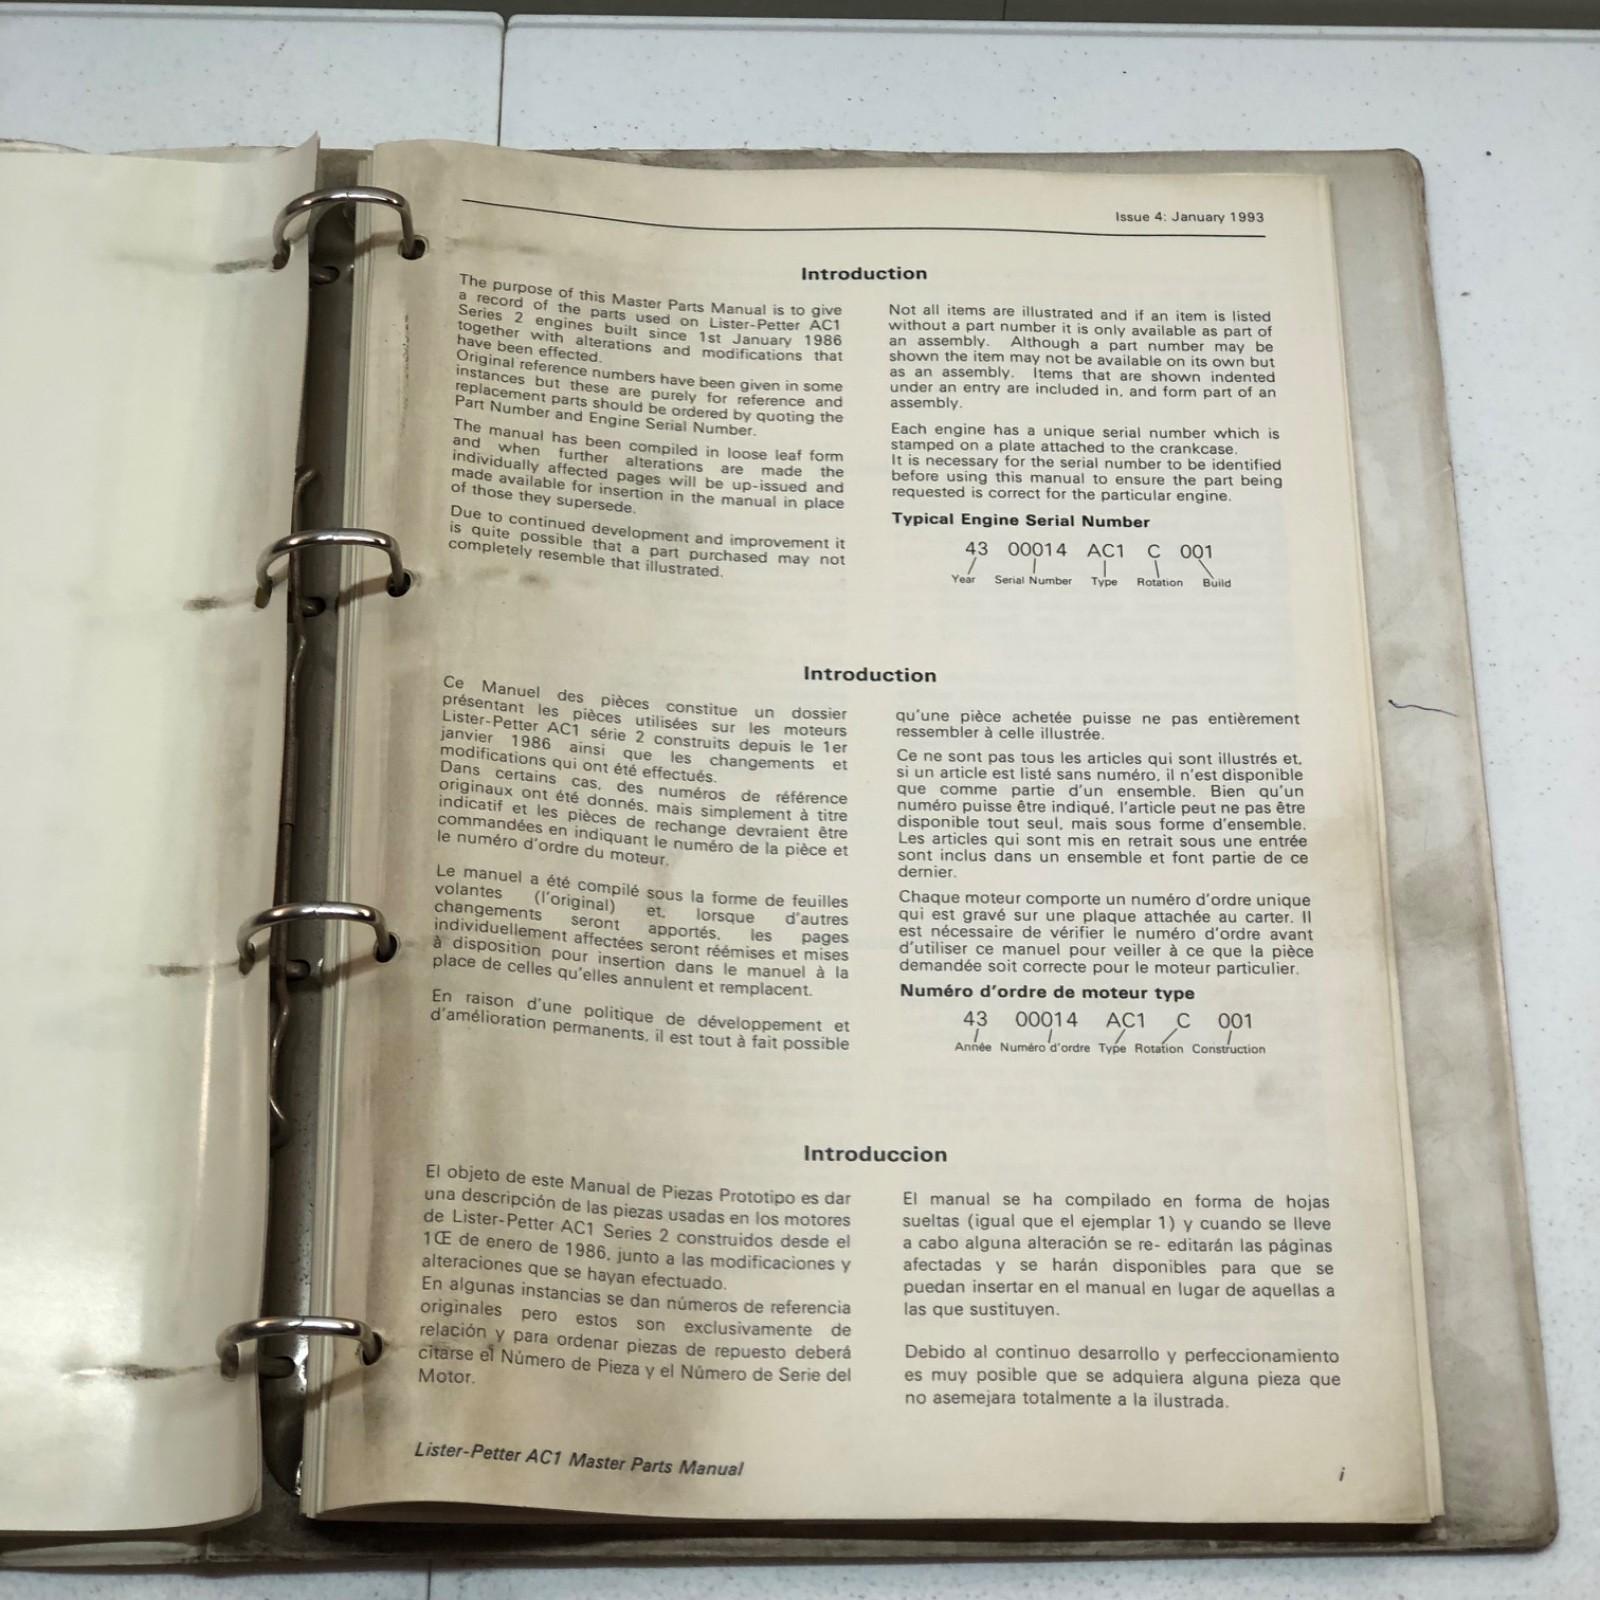 Issue 4: January 1993
Introduction
The purpose of this Master Parts Manual is to give
a record of the parts used on Lister-Petter AC1
Series 2 engines built since 1st January 1986
together with alterations and modifications that
have been effected.
Original reference numbers have been given in some
instances but these are purely for reference and
replacement parts should be ordered by quoting the
Part Number and Engine Serial Number.
The manual has been compiled in loose leaf form
and when further alterations are made the
individually affected pages will be up-issued and
made available for insertion in the manual in place
of those they supersede.
Due to continued development and improvement it
is quite possible that a part purchased may not
completely resemble that illustrated.
Not all items are illustrated and if an item is listed
without a part number it is only available as part of
an assembly. Although a part number may be
shown the item may not be available on its own but
as an assembly. Items that are shown indented
under an entry are included in, and form part of an
assembly.
Each engine has a unique serial number which is
stamped on a plate attached to the crankcase.
It is necessary for the serial number to be identified
before using this manual to ensure the part being
requested is correct for the particular engine.
Typical Engine Serial Number
43 00014 AC1 C 001
Year Serial Number Type Rotation Build
Introduction
Ce Manuel des pièces constitue un dossier
présentant les pièces utilisées sur les moteurs
Lister-Petter AC1 série 2 construits depuis le 1er
janvier 1986 ainsi que les changements et
modifications qui ont été effectués.
Dans certains cas, des numéros de référence
originaux ont été donnés, mais simplement à titre
indicatif et les pièces de rechange devraient être
commandées en indiquant le numéro de la pièce et
le numéro d'ordre du moteur.
Le manuel a été compilé sous la forme de feuilles
volantes (l'original) et, lorsque d'autres
changements seront apportés, les pages
individuellement affectées seront réémises et mises
à disposition pour insertion dans le manuel à la
place de celles qu'elles annulent et remplacent.
En raison d'une politique de développement et
d'amélioration permanents, il est tout à fait possible
qu'une pièce achetée puisse ne pas entièrement
ressembler à celle illustrée.
Ce ne sont pas tous les articles qui sont illustrés et,
si un article est listé sans numéro, il n'est disponible
que comme partie d'un ensemble. Bien qu'un
numéro puisse être indiqué, l'article peut ne pas être
disponible tout seul, mais sous forme d'ensemble.
Les articles qui sont mis en retrait sous une entrée
sont inclus dans un ensemble et font partie de ce
dernier.
Chaque moteur comporte un numéro d'ordre unique
qui est gravé sur une plaque attachée au carter. Il
est nécessaire de vérifier le numéro d'ordre avant
d'utiliser ce manuel pour veiller à ce que la pièce
demandée soit correcte pour le moteur particulier.
Numéro d'ordre de moteur type
43 00014 AC1 C 001
Année Numéro d'ordre Type Rotation Construction
Introduccion
El objeto de este Manual de Piezas Prototipo es dar
una descripción de las piezas usadas en los motores
de Lister-Petter AC1 Series 2 construidos desde el
1Œ de enero de 1986, junto a las modificaciones y
alteraciones que se hayan efectuado.
En algunas instancias se dan números de referencia
originales pero estos son exclusivamente de
relación y para ordenar piezas de repuesto deberá
citarse el Número de Pieza y el Número de Serie del
Motor.
El manual se ha compilado en forma de hojas
sueltas (igual que el ejemplar 1) y cuando se lleve
a cabo alguna alteración se re- editarán las páginas
afectadas y se harán disponibles para que se
puedan insertar en el manual en lugar de aquellas a
las que sustituyen.
Debido al continuo desarrollo y perfeccionamiento
es muy posible que se adquiera alguna pieza que
no asemejara totalmente a la ilustrada.
Lister-Petter AC1 Master Parts Manual
i